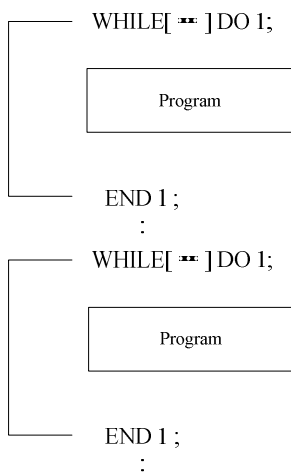 WHILE[ ... ] DO 1;
Program
END 1 ;
:
WHILE[ ... ] DO 1;
Program
END 1 ;
: